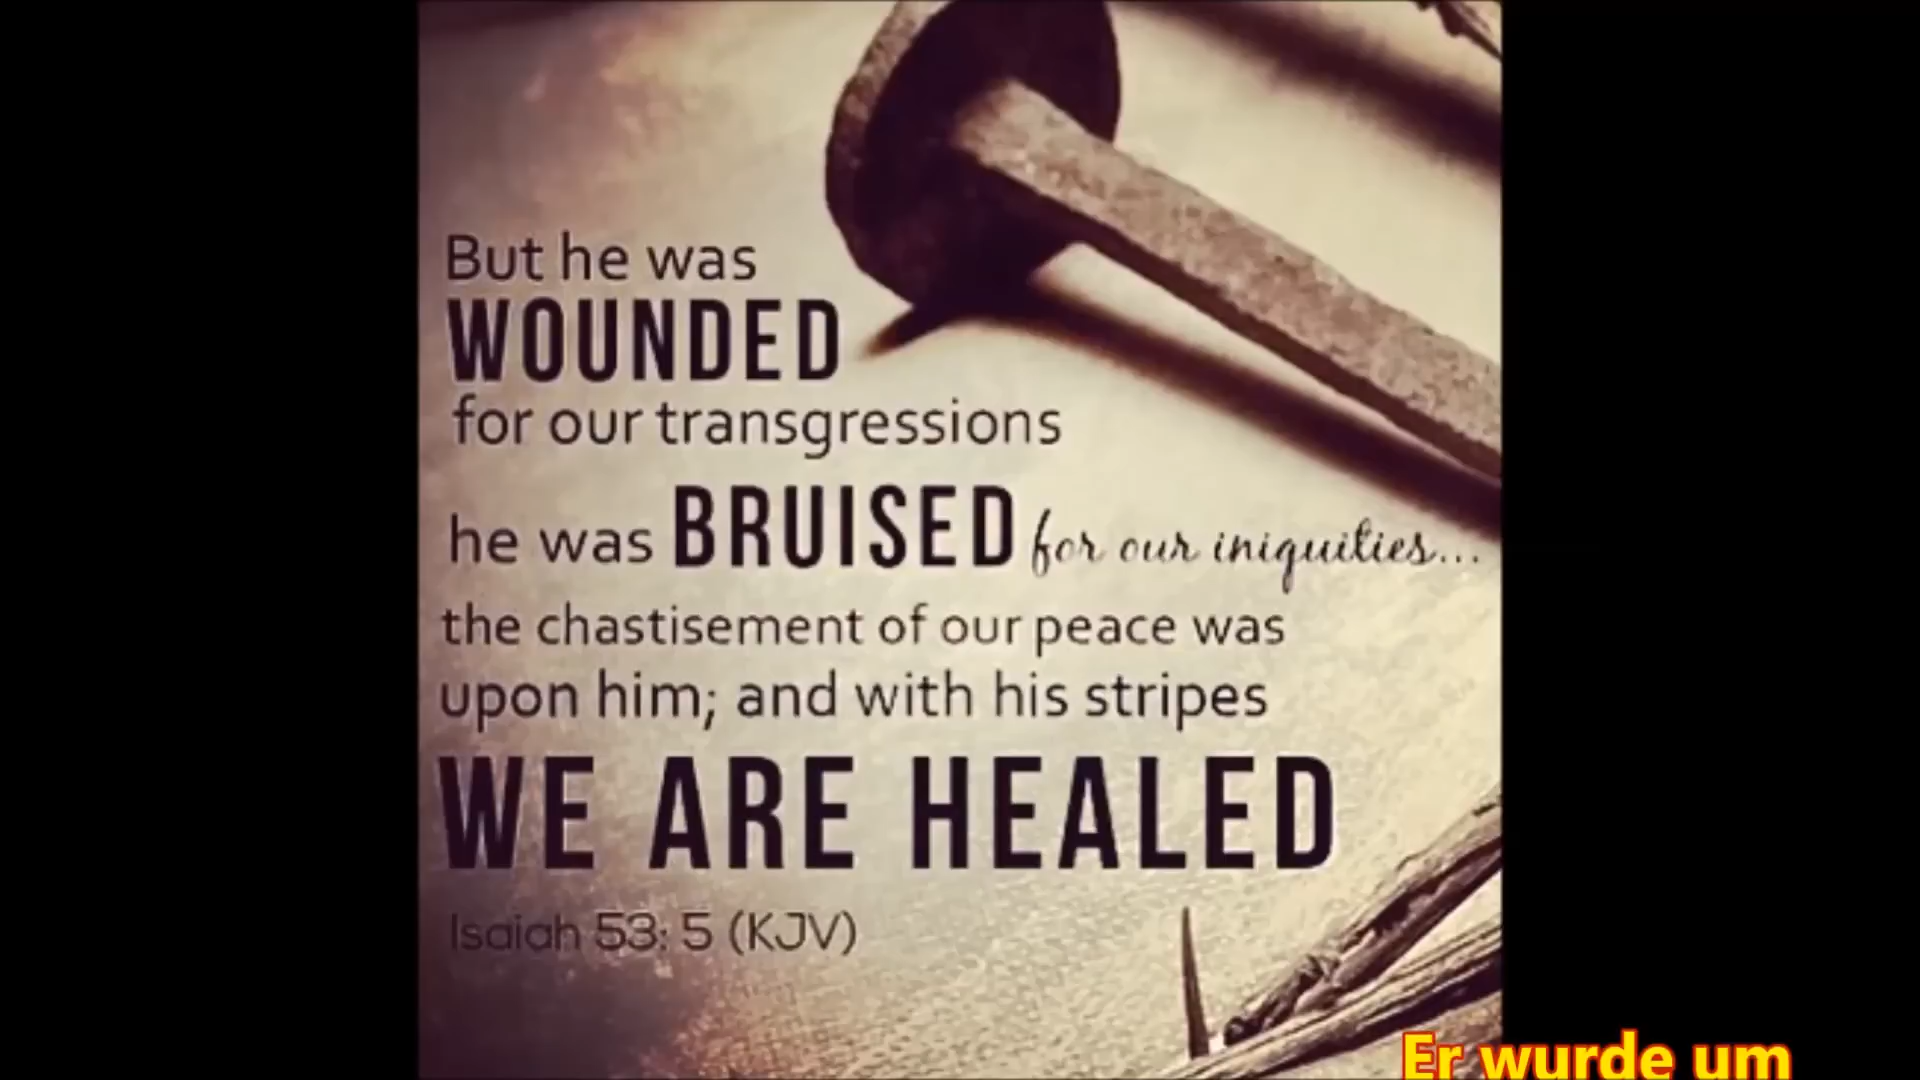 But he was
WOUNDED
for our transgressions
he was BRUISED for our iniquities...
the chastisement of our peace was
upon him; and with his stripes
WE ARE HEALED
Isaiah 53: 5 (KJV)
Er wurde um